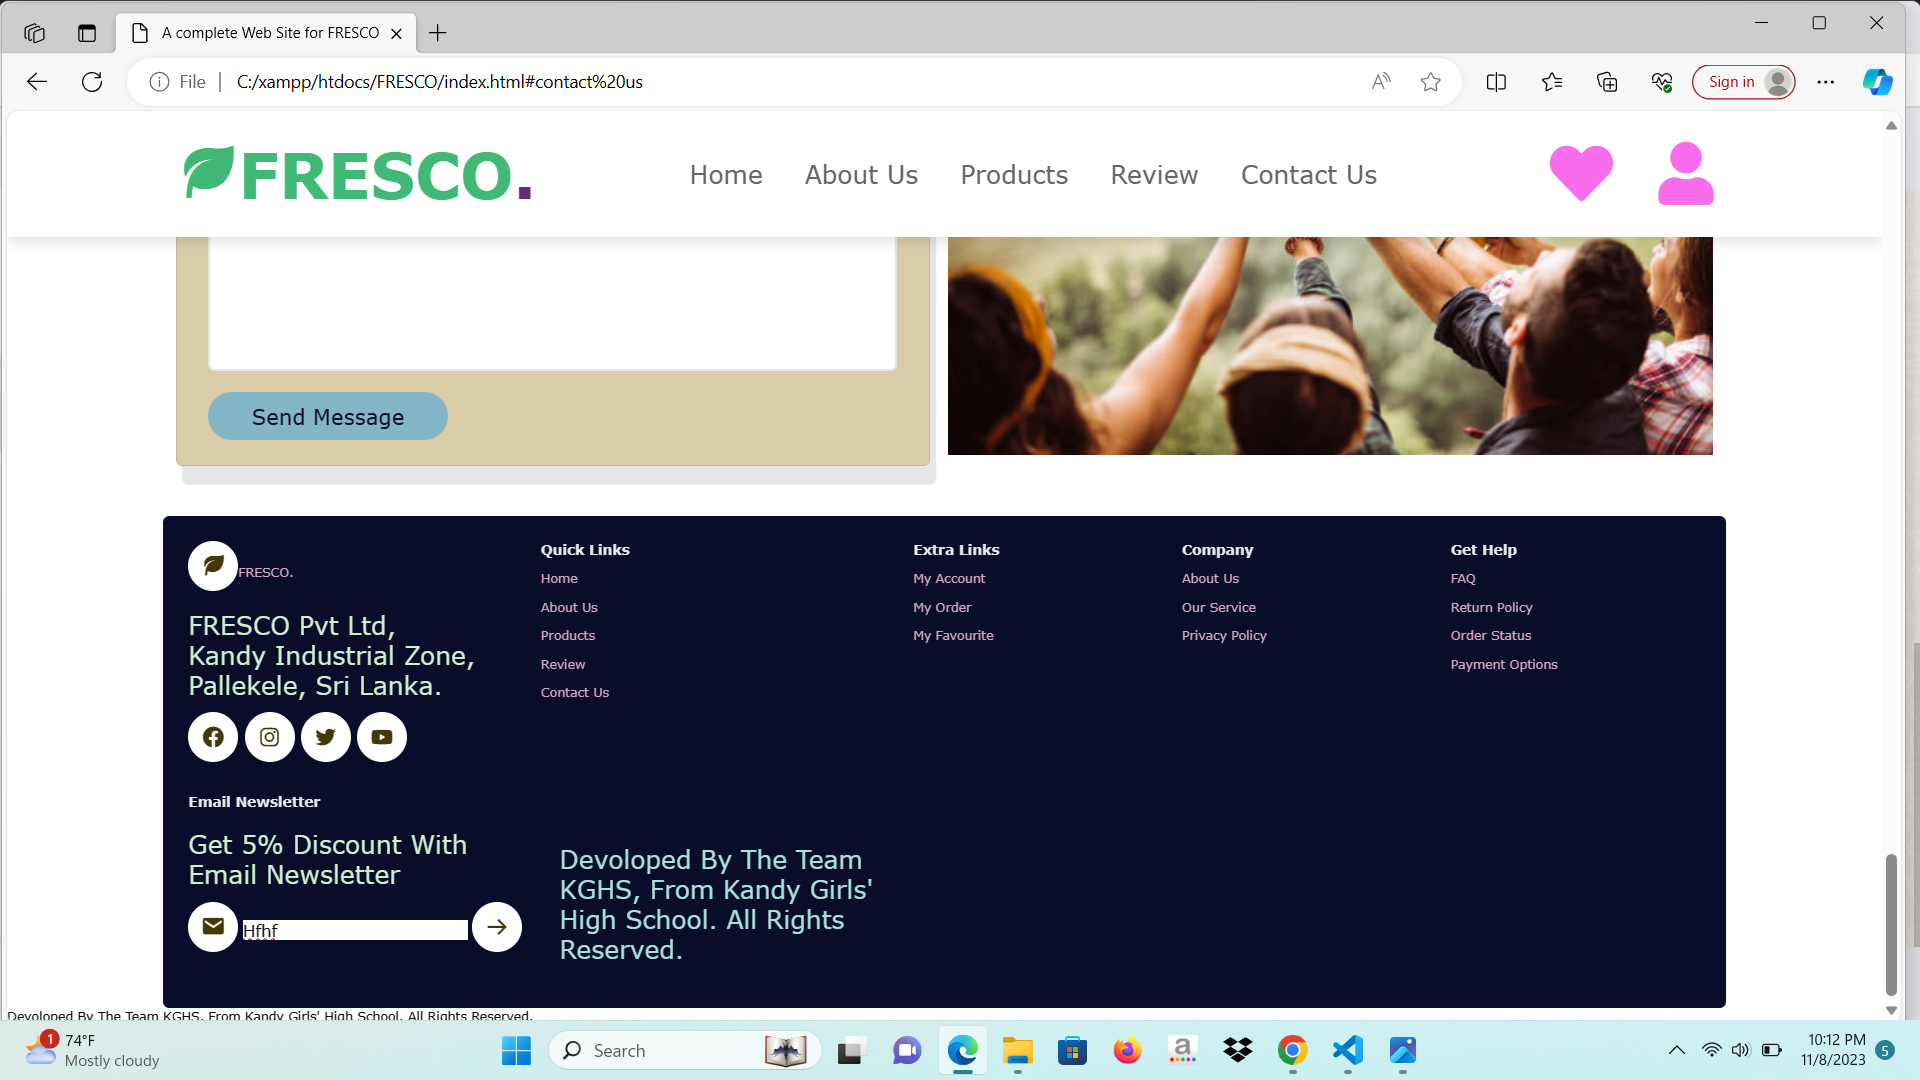 A complete Web Site for FRESCO
File
C:/xampp/htdocs/FRESCO/index.html#contact%20us
Sign in
FRESCO.
Home
About Us
Products
Review
Contact Us
Send Message
FRESCO.
FRESCO Pvt Ltd,
Kandy Industrial Zone,
Pallekele, Sri Lanka.
Email Newsletter
Get 5% Discount With
Email Newsletter
Hfhf
Quick Links
Home
About Us
Products
Review
Contact Us
Devoloped By The Team
KGHS, From Kandy Girls'
High School. All Rights
Reserved.
Extra Links
My Account
My Order
My Favourite
Company
About Us
Our Service
Privacy Policy
Get Help
FAQ
Return Policy
Order Status
Payment Options
Devoloped By The Team KGHS, From Kandy Girls' High School. All Rights Reserved.
1
74°F
Mostly cloudy
Search
a
10:12 PM
11/8/2023
5